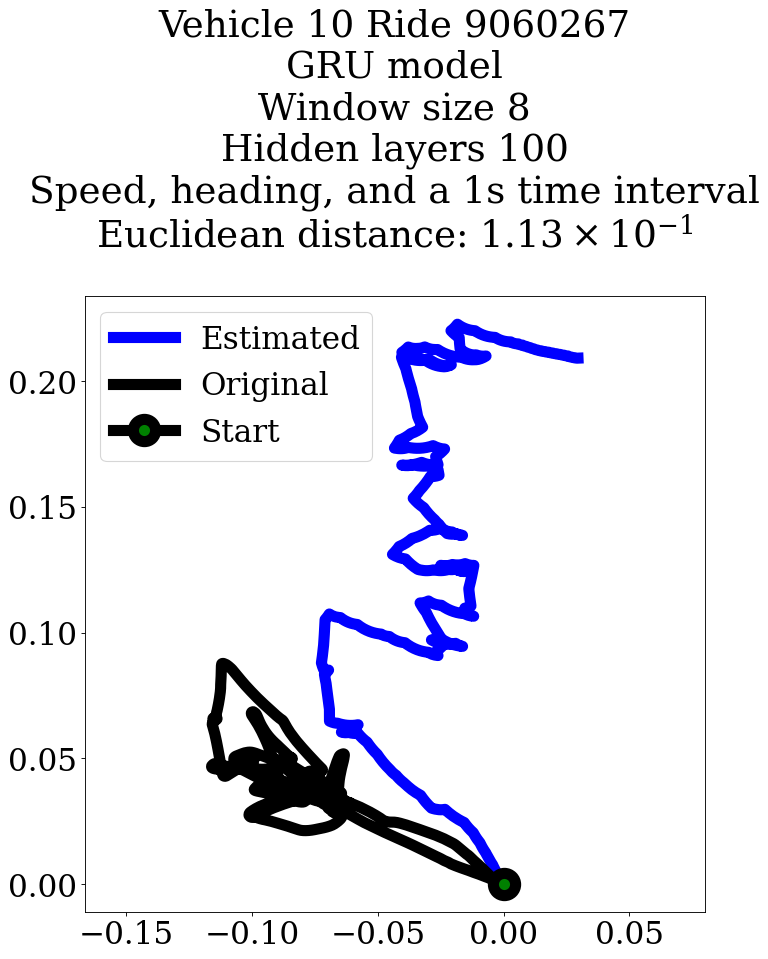 Vehicle 10 Ride 9060267
GRU model
Window size 8
Hidden layers 100
Speed, heading, and a 1s time interval
Euclidean distance: 1.13 × 10⁻¹
Estimated
Original
Start
0.20
0.15
0.10
0.05
0.00
−0.15 −0.10 −0.05 0.00 0.05